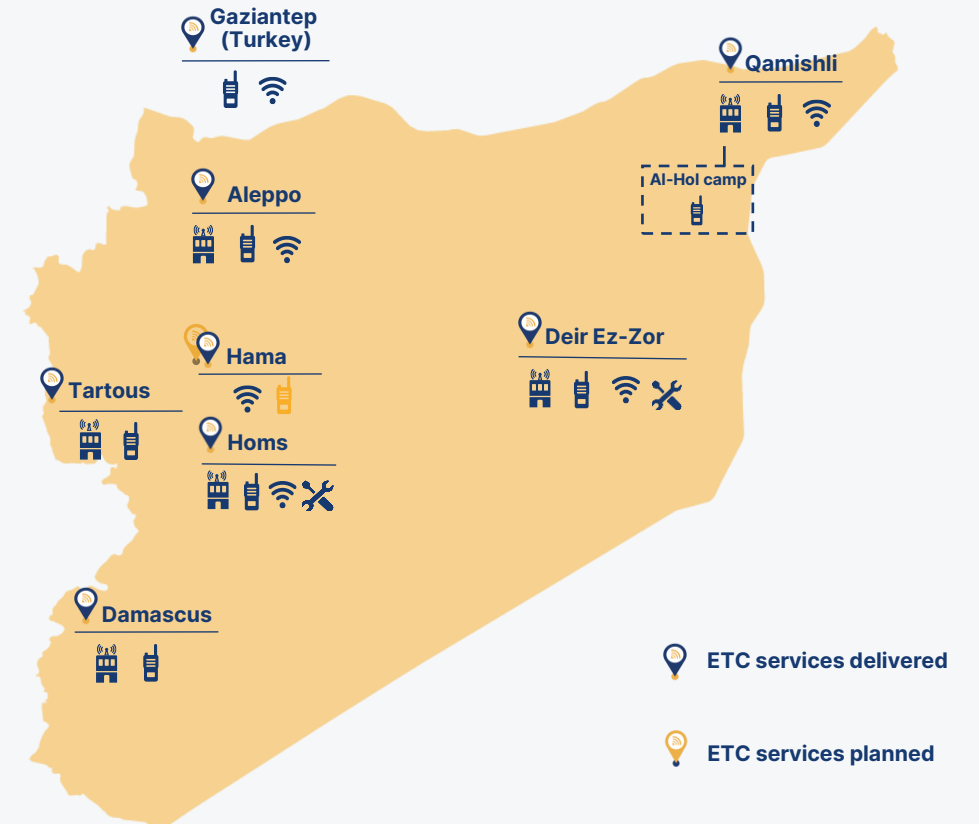 Gaziantep
(Turkey)
Qamishli
Al-Hol camp
Aleppo
Deir Ez-Zor
Hama
Tartous
Homs
Damascus
ETC services delivered
ETC services planned